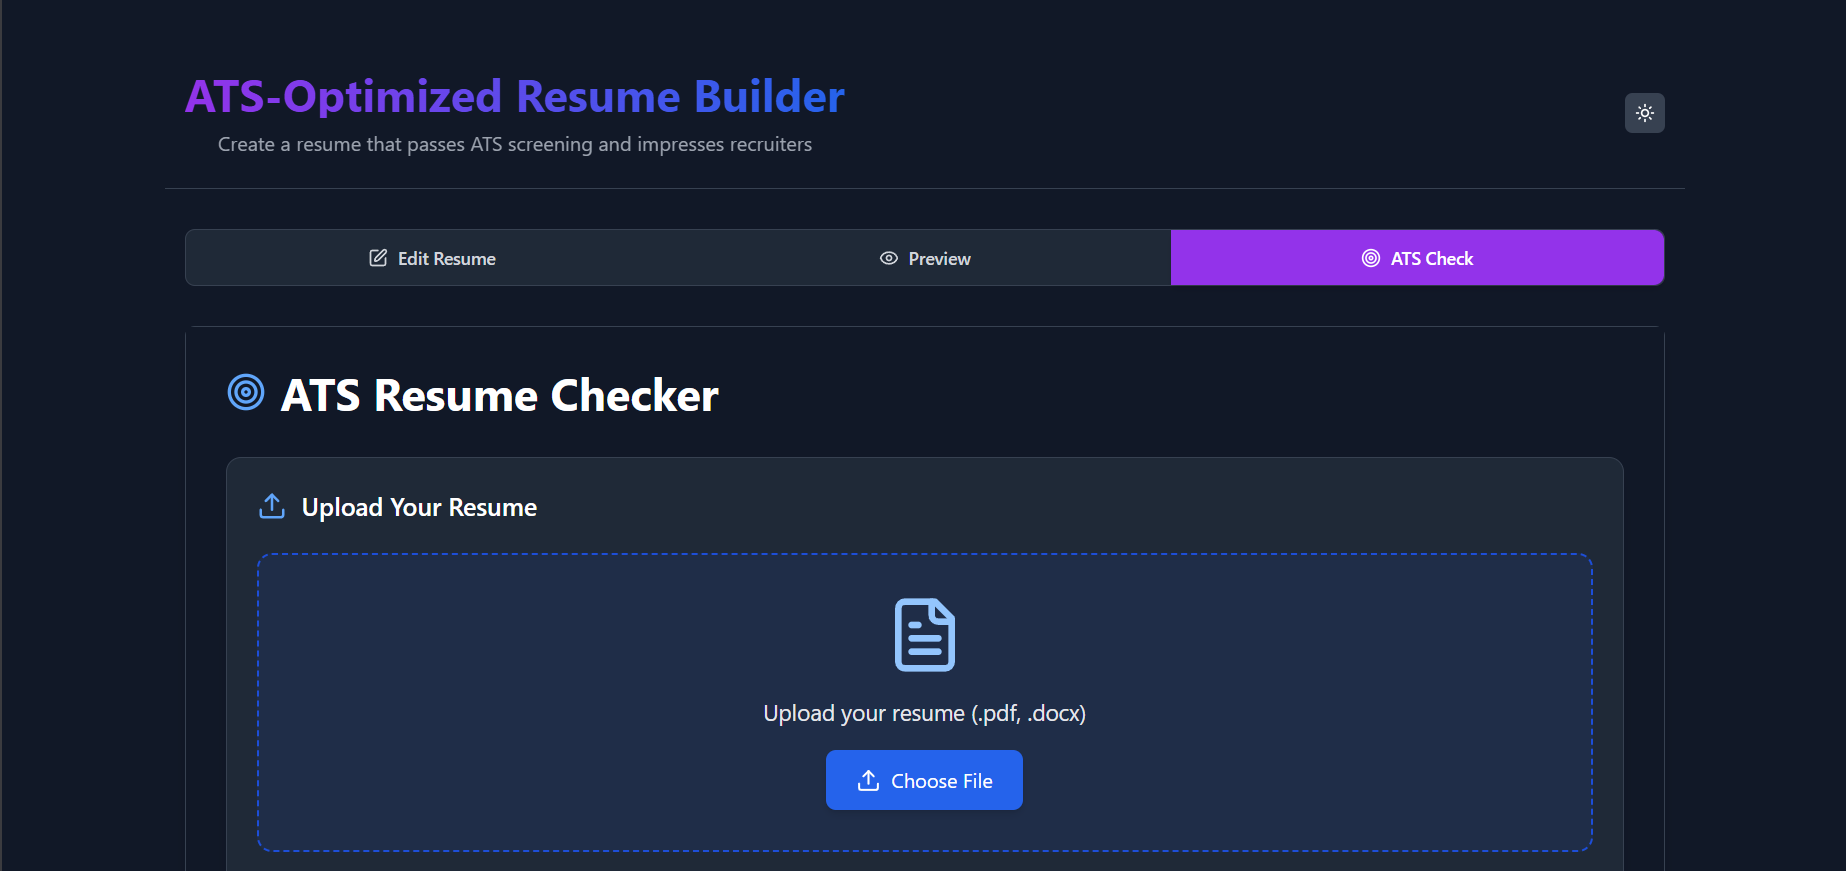 ATS-Optimized Resume Builder
Create a resume that passes ATS screening and impresses recruiters
Edit Resume
Preview
ATS Check
ATS Resume Checker
Upload Your Resume
Upload your resume (.pdf, .docx)
Choose File